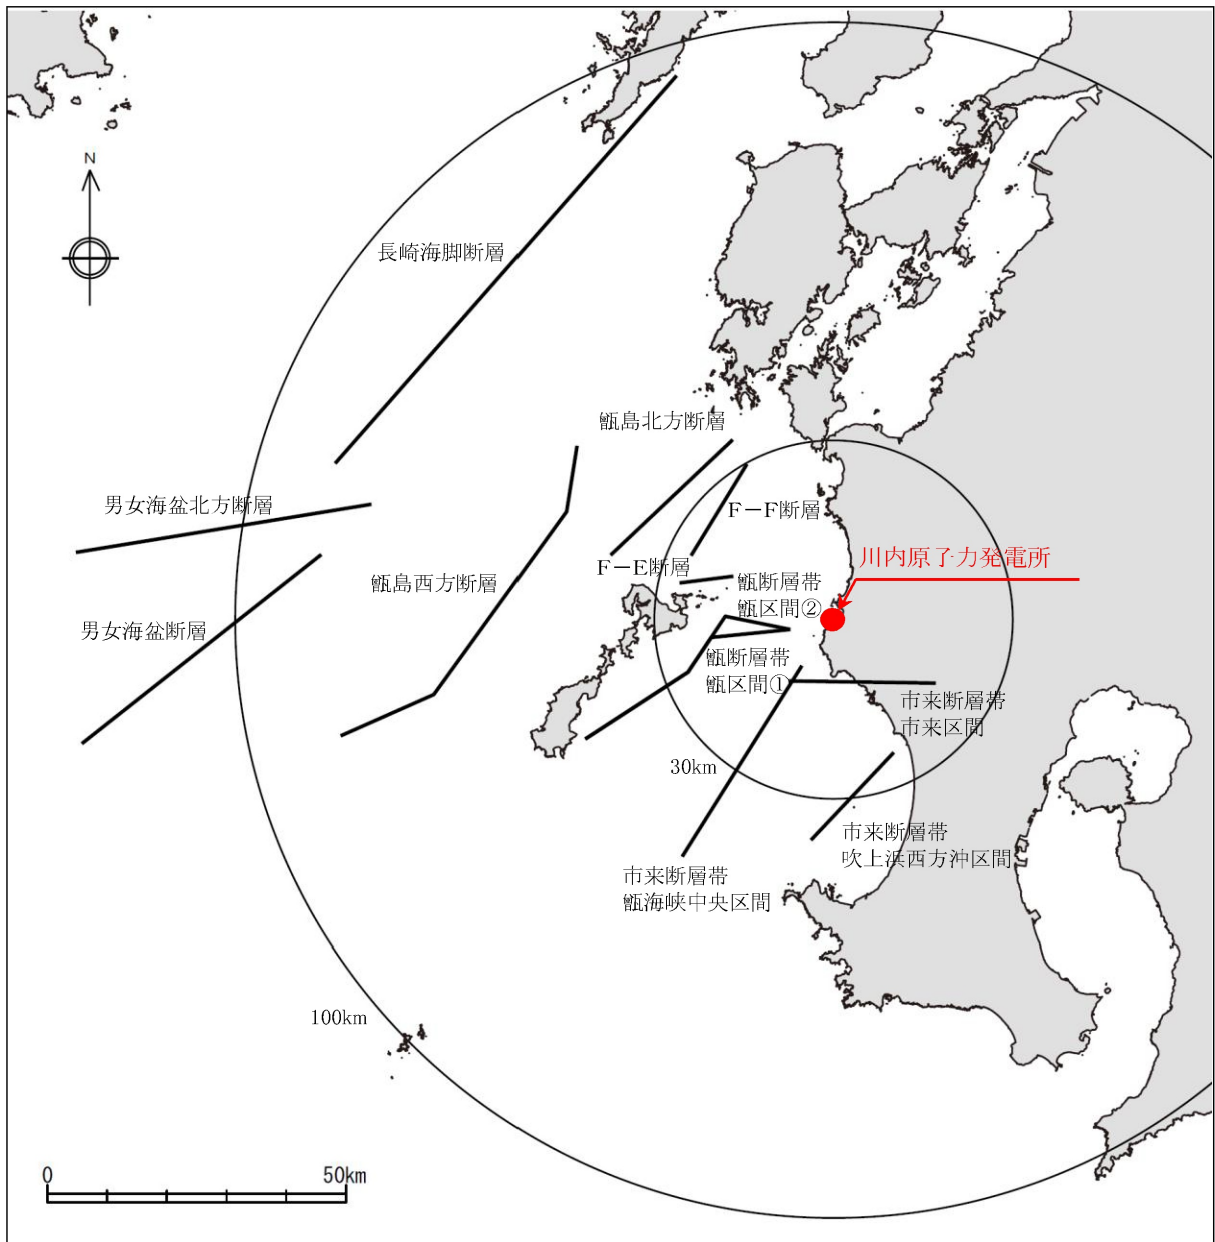 N
長崎海脚断層
甑島北方断層
男女海盆北方断層
F－F断層
川内原子力発電所
F－E断層
甑島西方断層
甑断層帯
甑区間②
男女海盆断層
甑断層帯
甑区間①
市来断層帯
市来区間
30km
市来断層帯
吹上浜西方沖区間
市来断層帯
甑海峡中央区間
100km
0
50km